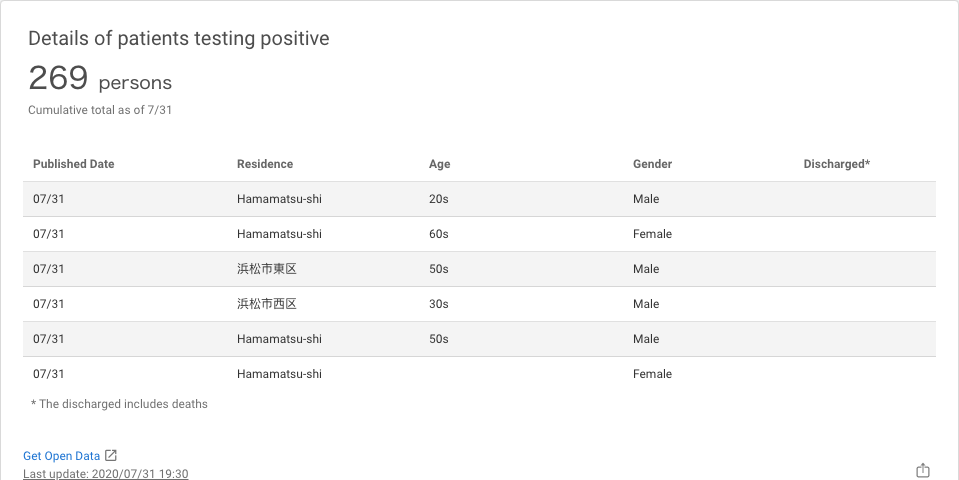 Details of patients testing positive
269 persons
Cumulative total as of 7/31
Published Date Residence Age Gender Discharged*
07/31 Hamamatsu-shi 20s Male
07/31 Hamamatsu-shi 60s Female
07/31 浜松市東区 50s Male
07/31 浜松市西区 30s Male
07/31 Hamamatsu-shi 50s Male
07/31 Hamamatsu-shi Female
* The discharged includes deaths
Get Open Data
Last update: 2020/07/31 19:30